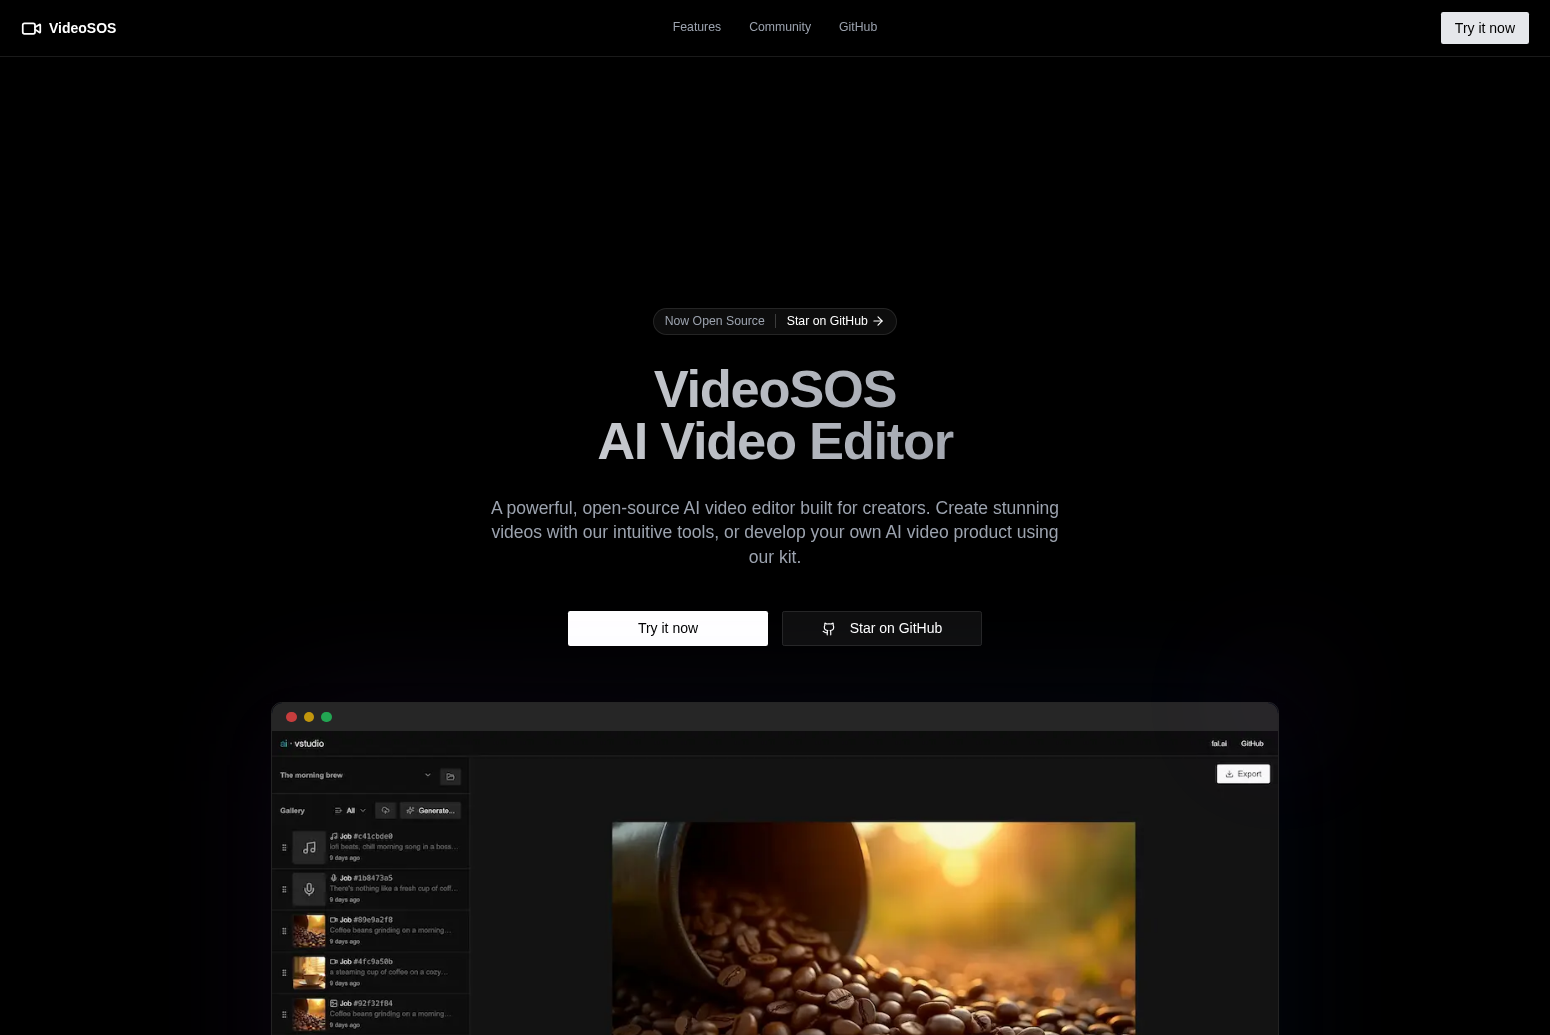 VideoSOS
Features
Community
GitHub
Try it now
Now Open Source
Star on GitHub
VideoSOS
AI Video Editor
A powerful, open-source AI video editor built for creators. Create stunning
videos with our intuitive tools, or develop your own AI video product using
our kit.
Try it now
Star on GitHub
ai · vstudio
fal.ai
GitHub
The morning brew
Export
Gallery
All
Generate...
Job #c41cbde0
lofi beats, chill morning song in a boss...
9 days ago
Job #1b8473a5
There's nothing like a fresh cup of coff...
9 days ago
Job #89e9a2f8
Coffee beans grinding on a morning...
9 days ago
Job #4fc9a50b
a steaming cup of coffee on a cozy...
9 days ago
Job #92f32f84
Coffee beans grinding on a morning...
9 days ago